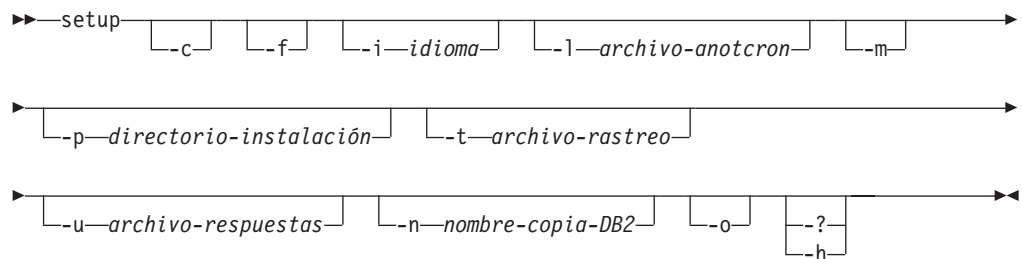 setup -c -f -i idioma -l archivo-anotcron -m
-p directorio-instalación -t archivo-rastreo
-u archivo-respuestas -n nombre-copia-DB2 -o -?
-h